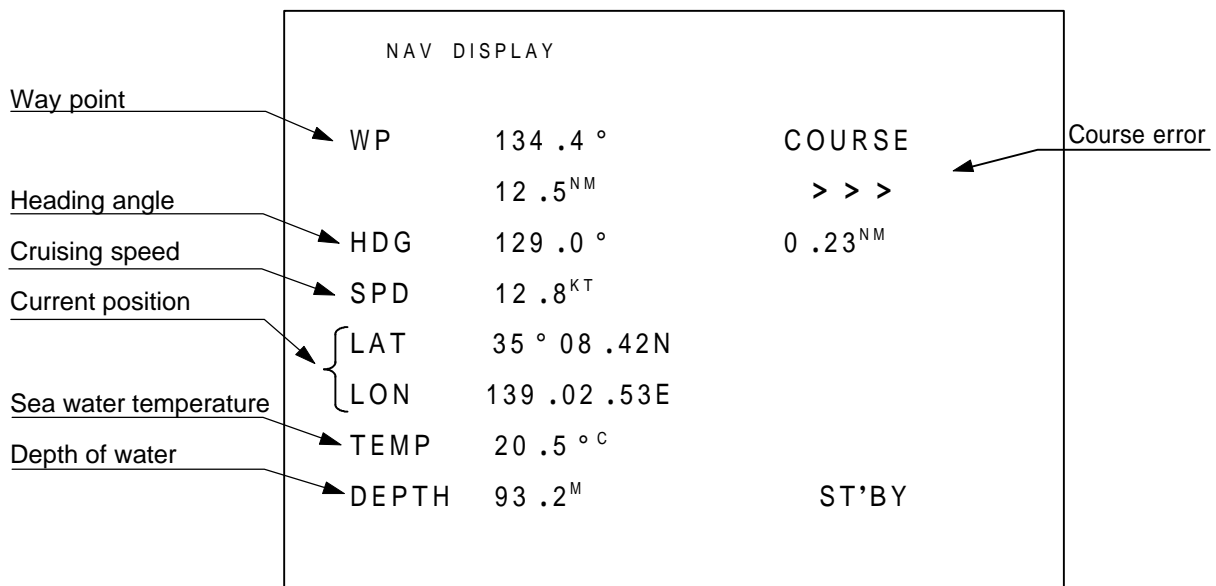 NAV DISPLAY
Way point
WP 134.4° COURSE
Course error
12.5NM > > >
Heading angle
HDG 129.0° 0.23NM
Cruising speed
SPD 12.8KT
Current position
LAT 35°08.42N
LON 139.02.53E
Sea water temperature
TEMP 20.5°C
Depth of water
DEPTH 93.2M ST’BY